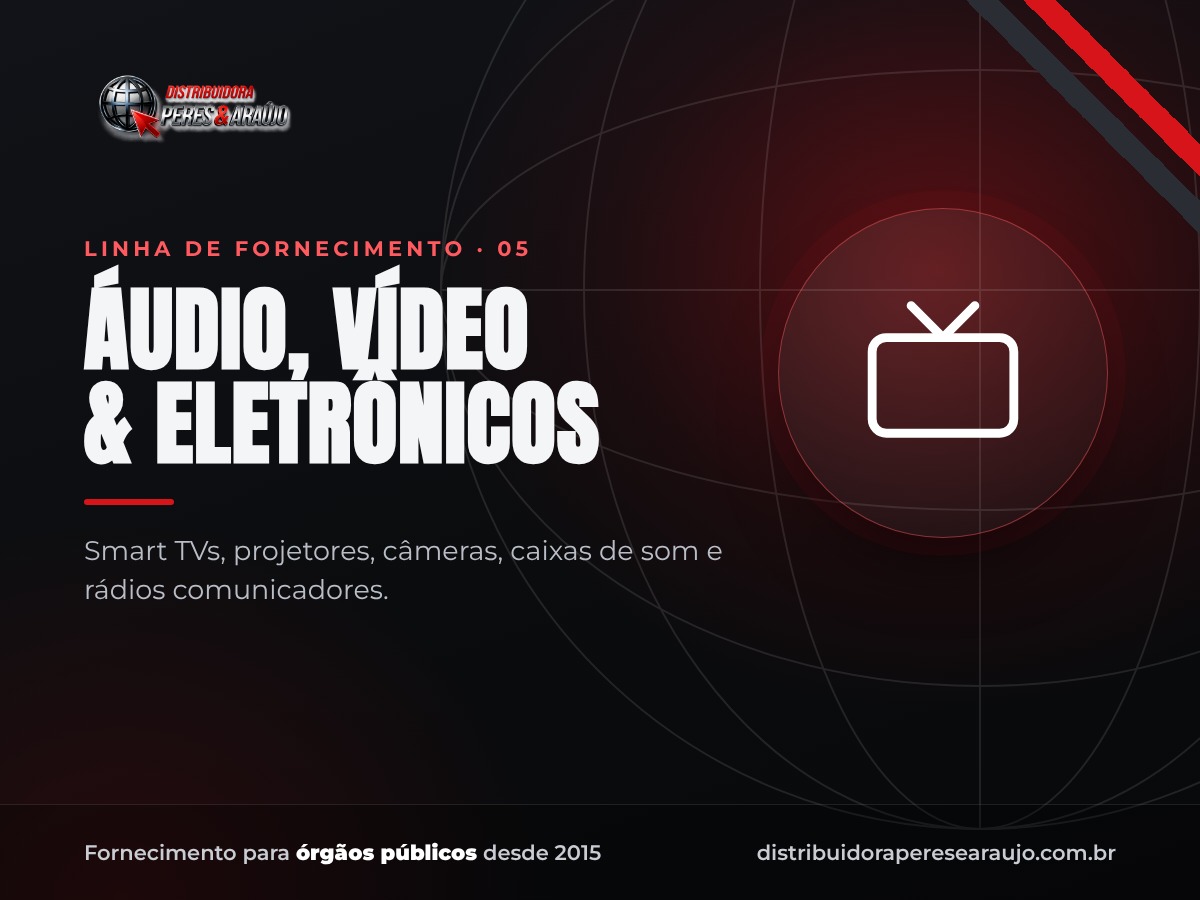 DISTRIBUIDORA
PERES & ARAÚJO
LINHA DE FORNECIMENTO · 05
ÁUDIO, VÍDEO
& ELETRÔNICOS
Smart TVs, projetores, câmeras, caixas de som e
rádios comunicadores.
Fornecimento para órgãos públicos desde 2015
distribuidoraperesearaujo.com.br